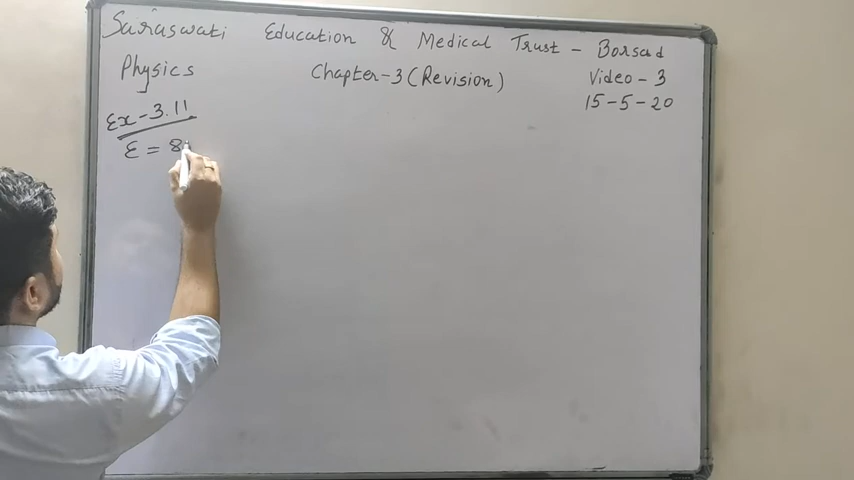 Saraswati Education & Medical Trust - Borsad
Physics Chapter-3 (Revision) Video - 3
15-5-20
Ex - 3.11
ε = 8